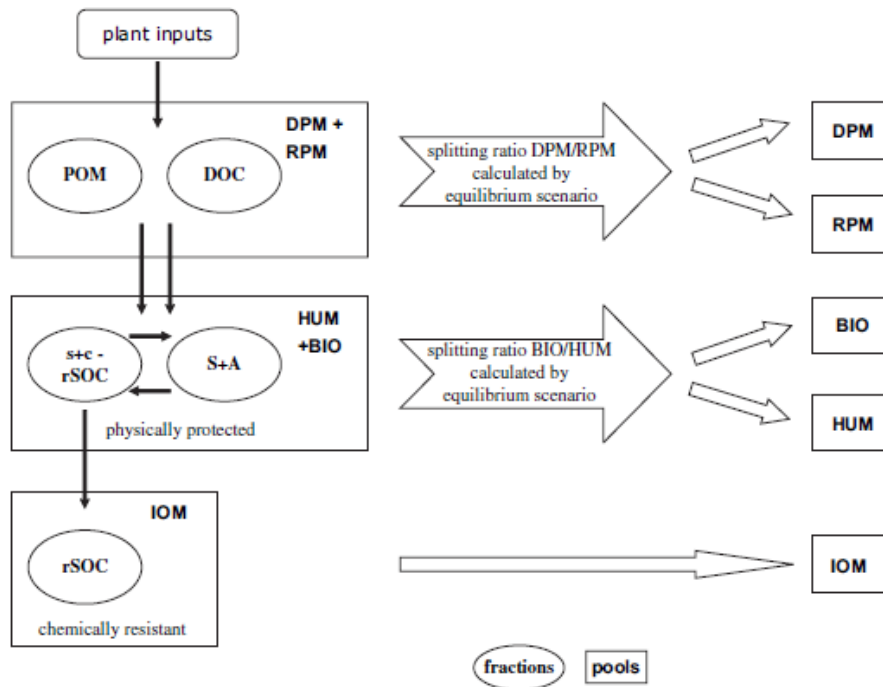 plant inputs
DPM +
RPM
POM
DOC
splitting ratio DPM/RPM
calculated by
equilibrium scenario
DPM
RPM
HUM
+BIO
s+c -
rSOC
S+A
physically protected
splitting ratio BIO/HUM
calculated by
equilibrium scenario
BIO
HUM
IOM
rSOC
chemically resistant
IOM
fractions
pools